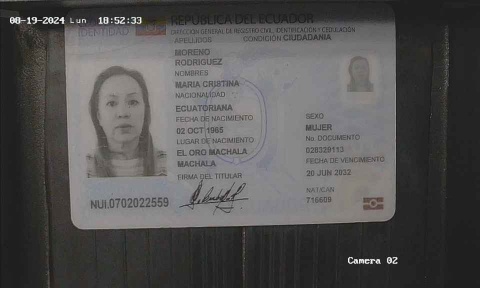 08-19-2024 Lun 18:52:33
REPÚBLICA DEL ECUADOR
IDENTIDAD
DIRECCIÓN GENERAL DE REGISTRO CIVIL, IDENTIFICACIÓN Y CEDULACIÓN
APELLIDOS
CONDICIÓN CIUDADANÍA
MORENO
RODRIGUEZ
NOMBRES
MARIA CRISTINA
NACIONALIDAD
ECUATORIANA
FECHA DE NACIMIENTO
02 OCT 1965
LUGAR DE NACIMIENTO
EL ORO MACHALA
MACHALA
FIRMA DEL TITULAR
SEXO
MUJER
No. DOCUMENTO
028329113
FECHA DE VENCIMIENTO
20 JUN 2032
NAT/CAN
716609
NUI.0702022559
Camera 02